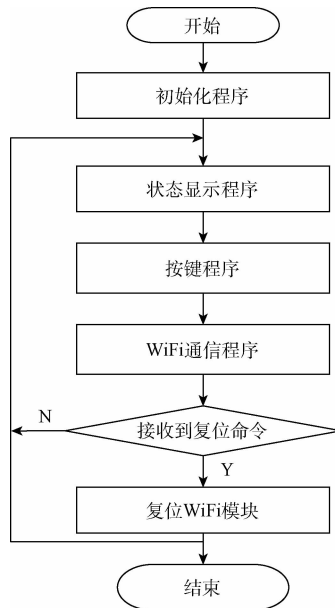 开始
初始化程序
状态显示程序
按键程序
WiFi通信程序
接收到复位命令
N
Y
复位WiFi模块
结束